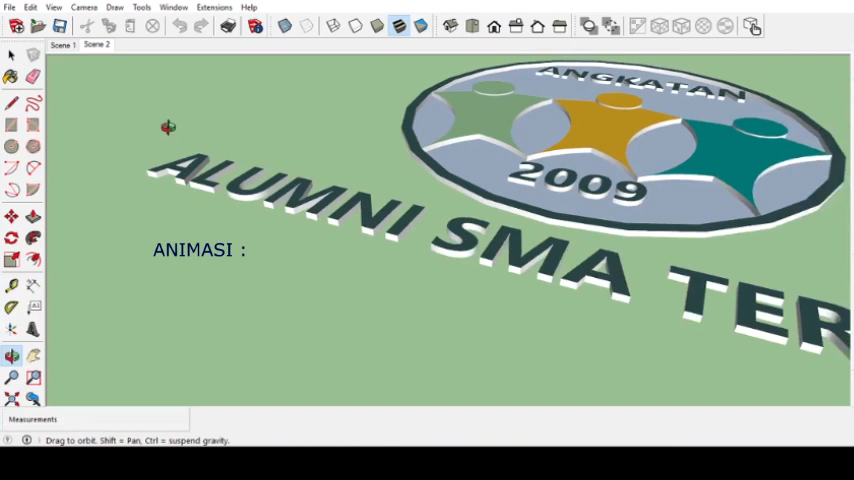 File Edit View Camera Draw Tools Window Extensions Help
Scene 1 Scene 2
ANGKATAN
2009
ALUMNI SMA TER
ANIMASI :
Measurements
Drag to orbit. Shift = Pan, Ctrl = suspend gravity.